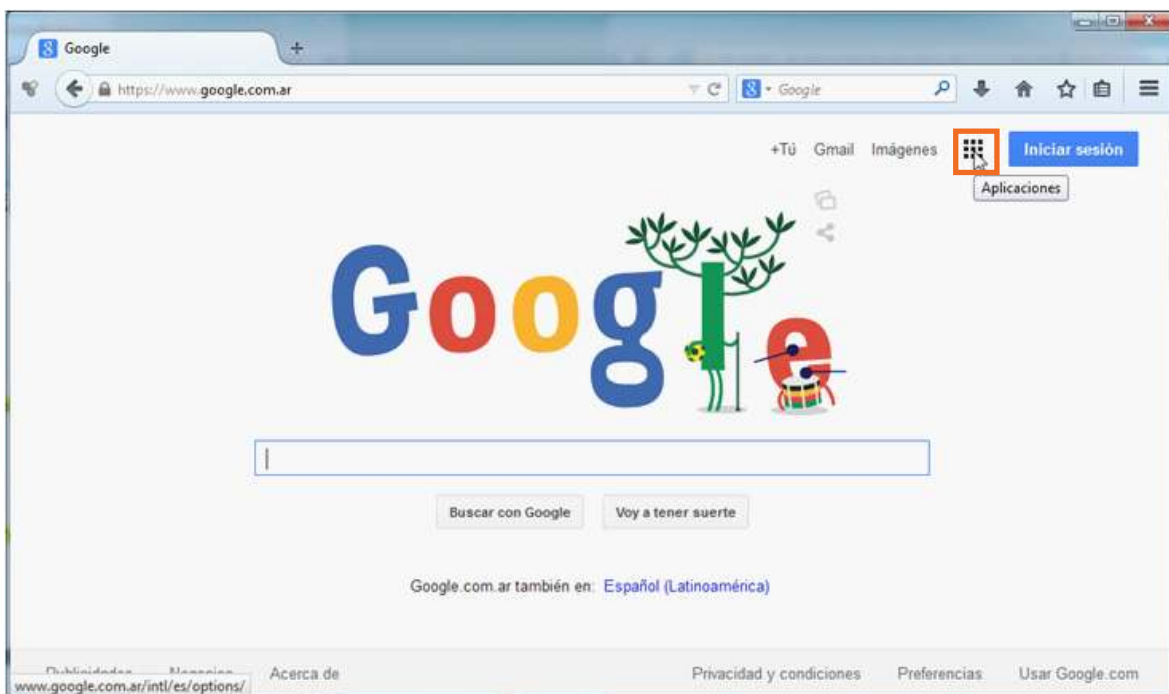 Google
https://www.google.com.ar
Google
+Tú Gmail Imágenes
Iniciar sesión
Aplicaciones
Google
Buscar con Google
Voy a tener suerte
Google.com.ar también en: Español (Latinoamérica)
Acerca de
Privacidad y condiciones
Preferencias
Usar Google.com
www.google.com.ar/intl/es/options/